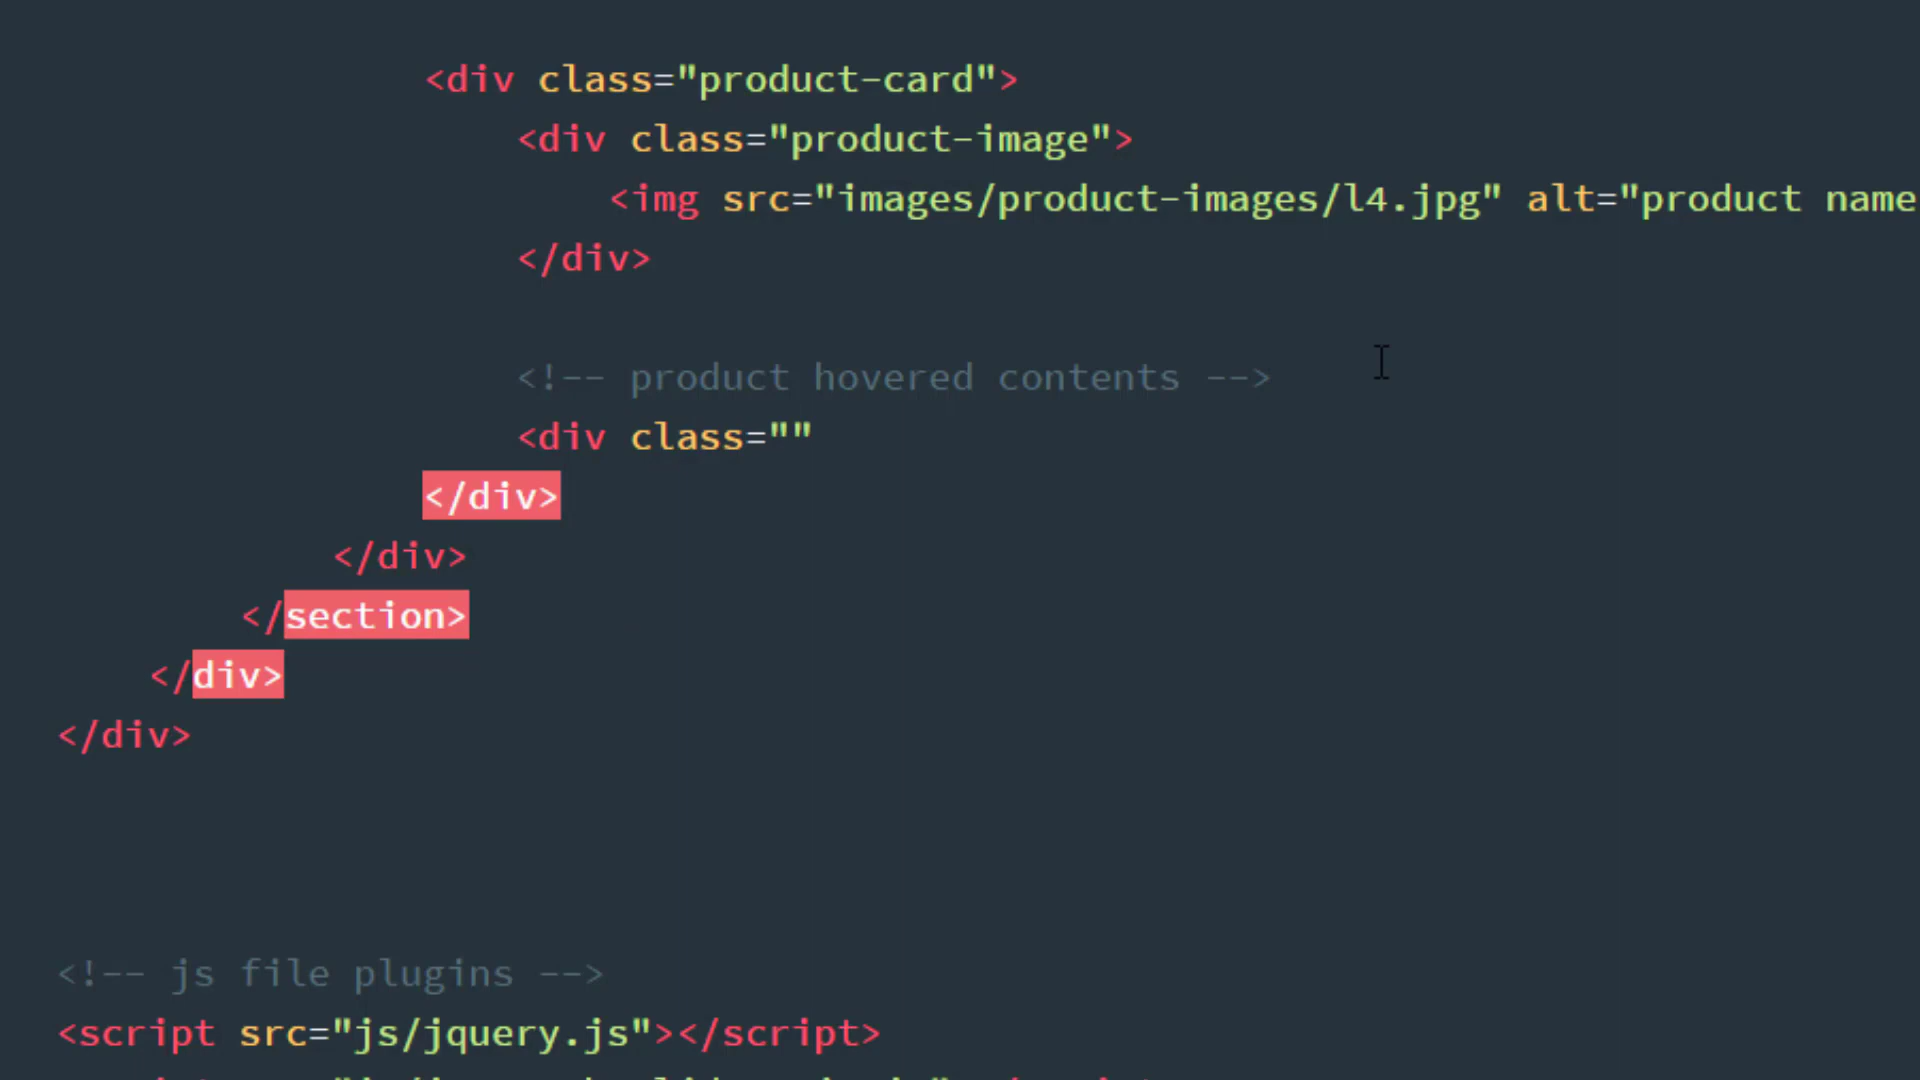 <div class="product-card">
<div class="product-image">
<img src="images/product-images/l4.jpg" alt="product name
</div>
<!-- product hovered contents -->
<div class=""
</div>
</div>
</section>
</div>
</div>
<!-- js file plugins -->
<script src="js/jquery.js"></script>